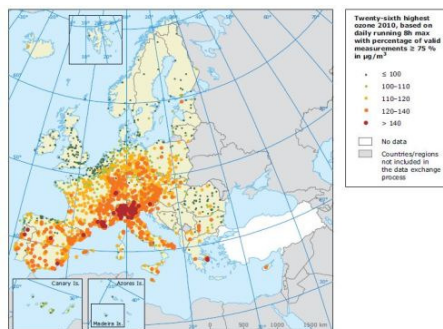 Twenty-sixth highest
ozone 2010, based on
daily running 8h max
with percentage of valid
measurements ≥ 75 %
in µg/m³
≤ 100
100–110
110–120
120–140
> 140
No data
Countries/regions
not included in
the data exchange
process
Canary Is.
Azores Is.
Madeira Is.
0 500 1000 1500 km